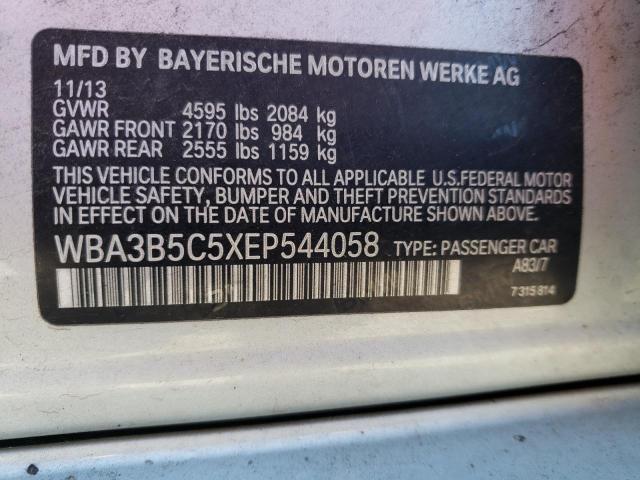 MFD BY BAYERISCHE MOTOREN WERKE AG
11/13
GVWR 4595 lbs 2084 kg
GAWR FRONT 2170 lbs 984 kg
GAWR REAR 2555 lbs 1159 kg
THIS VEHICLE CONFORMS TO ALL APPLICABLE U.S.FEDERAL MOTOR
VEHICLE SAFETY, BUMPER AND THEFT PREVENTION STANDARDS
IN EFFECT ON THE DATE OF MANUFACTURE SHOWN ABOVE.
WBA3B5C5XEP544058 TYPE: PASSENGER CAR
A83/7
7315814